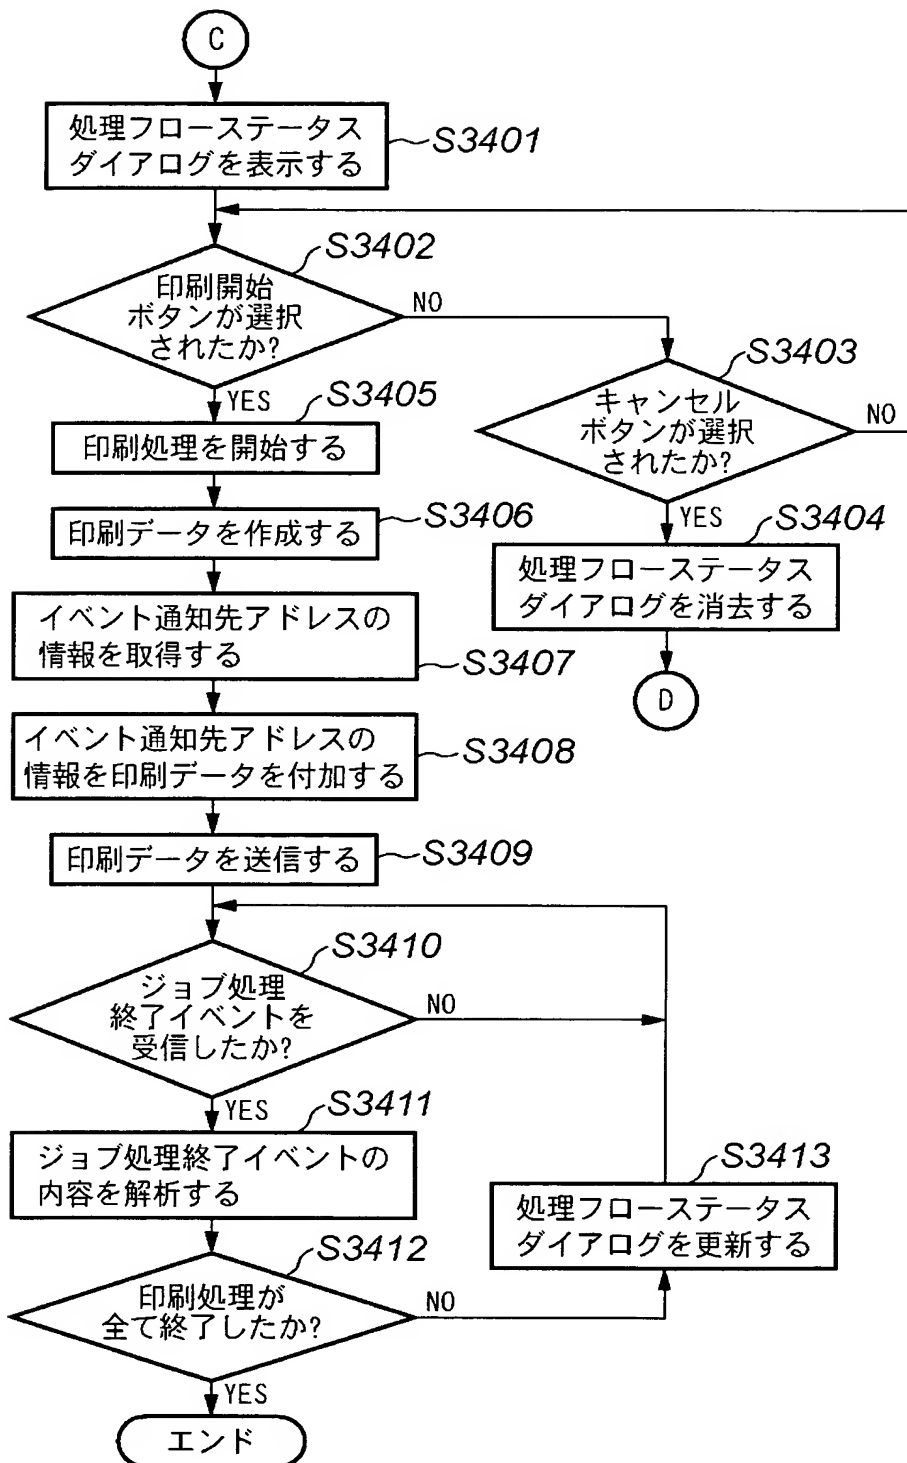 C
処理フローステータス
ダイアログを表示する
S3401
S3402
印刷開始
ボタンが選択
されたか?
NO
YES
S3403
キャンセル
ボタンが選択
されたか?
NO
YES
S3404
処理フローステータス
ダイアログを消去する
D
S3405
印刷処理を開始する
印刷データを作成する
S3406
イベント通知先アドレスの
情報を取得する
S3407
イベント通知先アドレスの
情報を印刷データを付加する
S3408
印刷データを送信する
S3409
S3410
ジョブ処理
終了イベントを
受信したか?
NO
YES
S3411
ジョブ処理終了イベントの
内容を解析する
S3412
印刷処理が
全て終了したか?
NO
S3413
処理フローステータス
ダイアログを更新する
YES
エンド